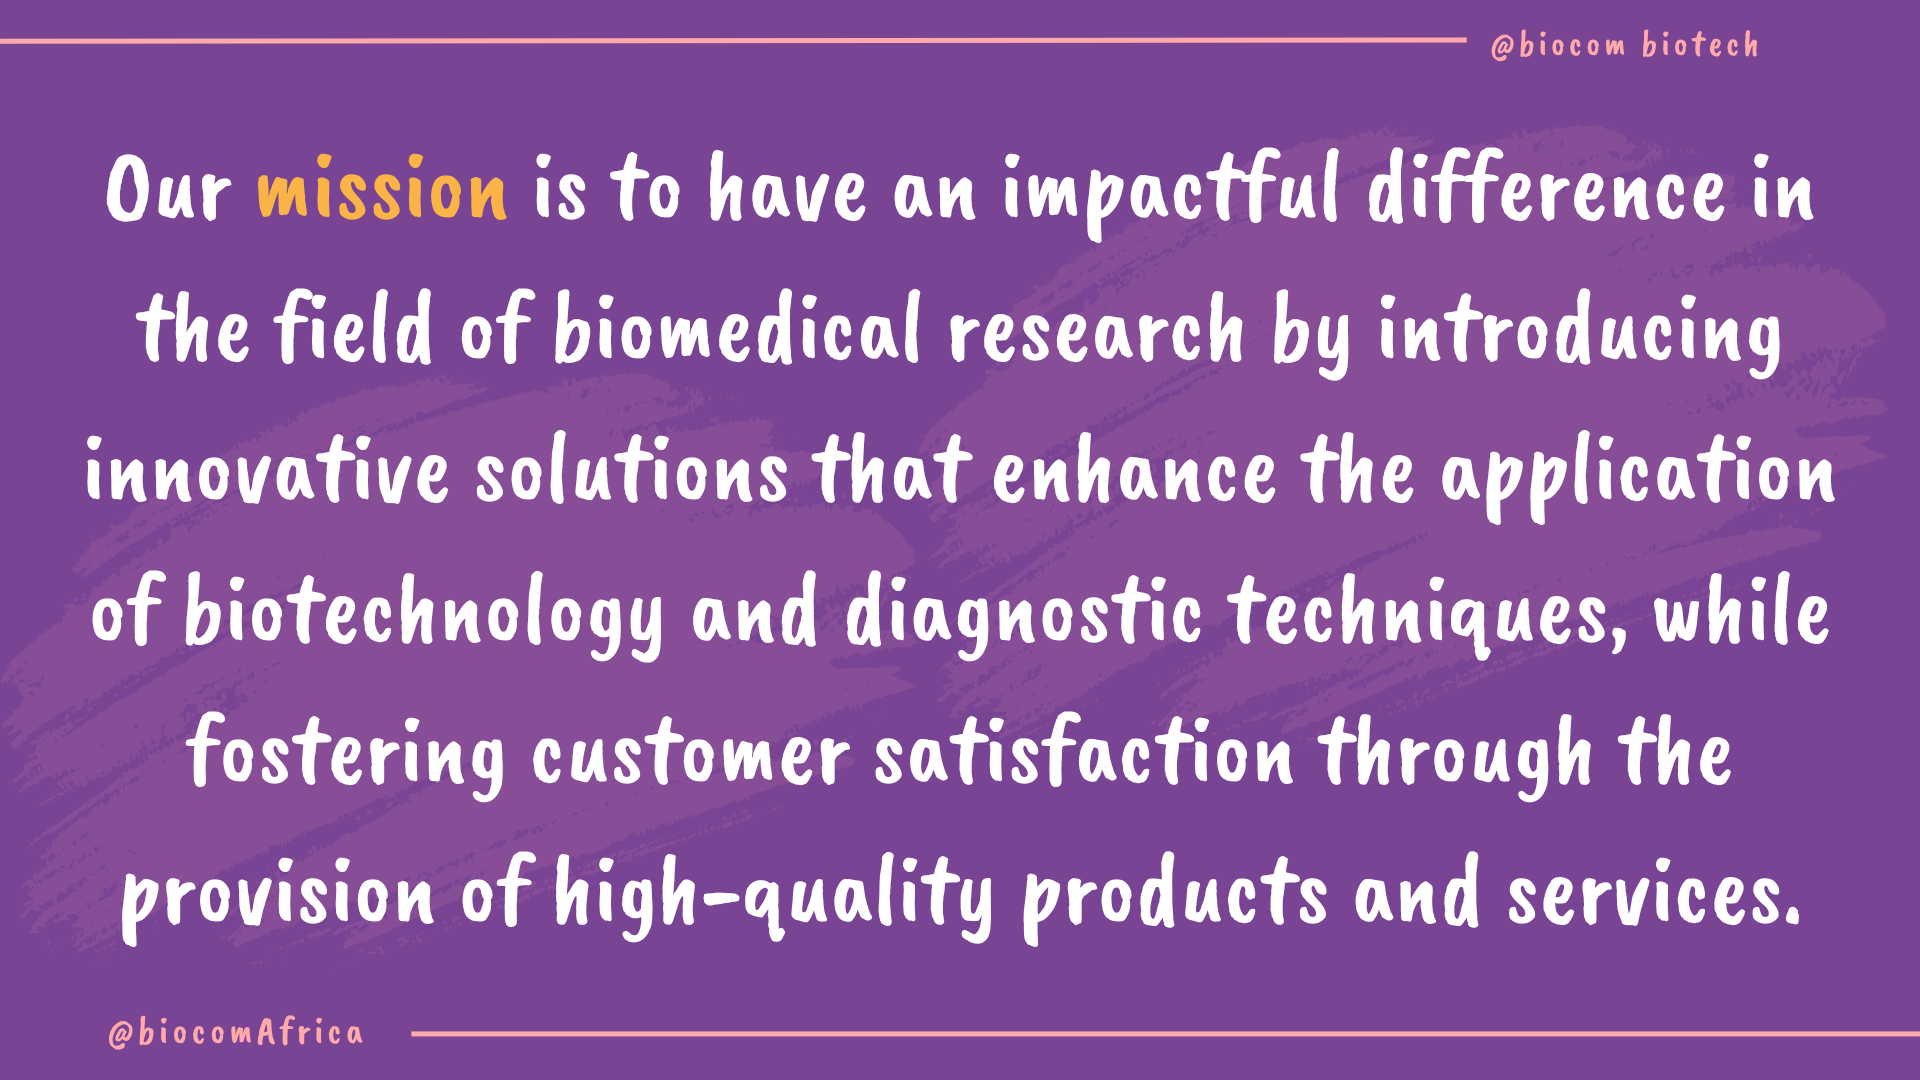 @biocom biotech
Our mission is to have an impactful difference in
the field of biomedical research by introducing
innovative solutions that enhance the application
of biotechnology and diagnostic techniques, while
fostering customer satisfaction through the
provision of high-quality products and services.
@biocomAfrica